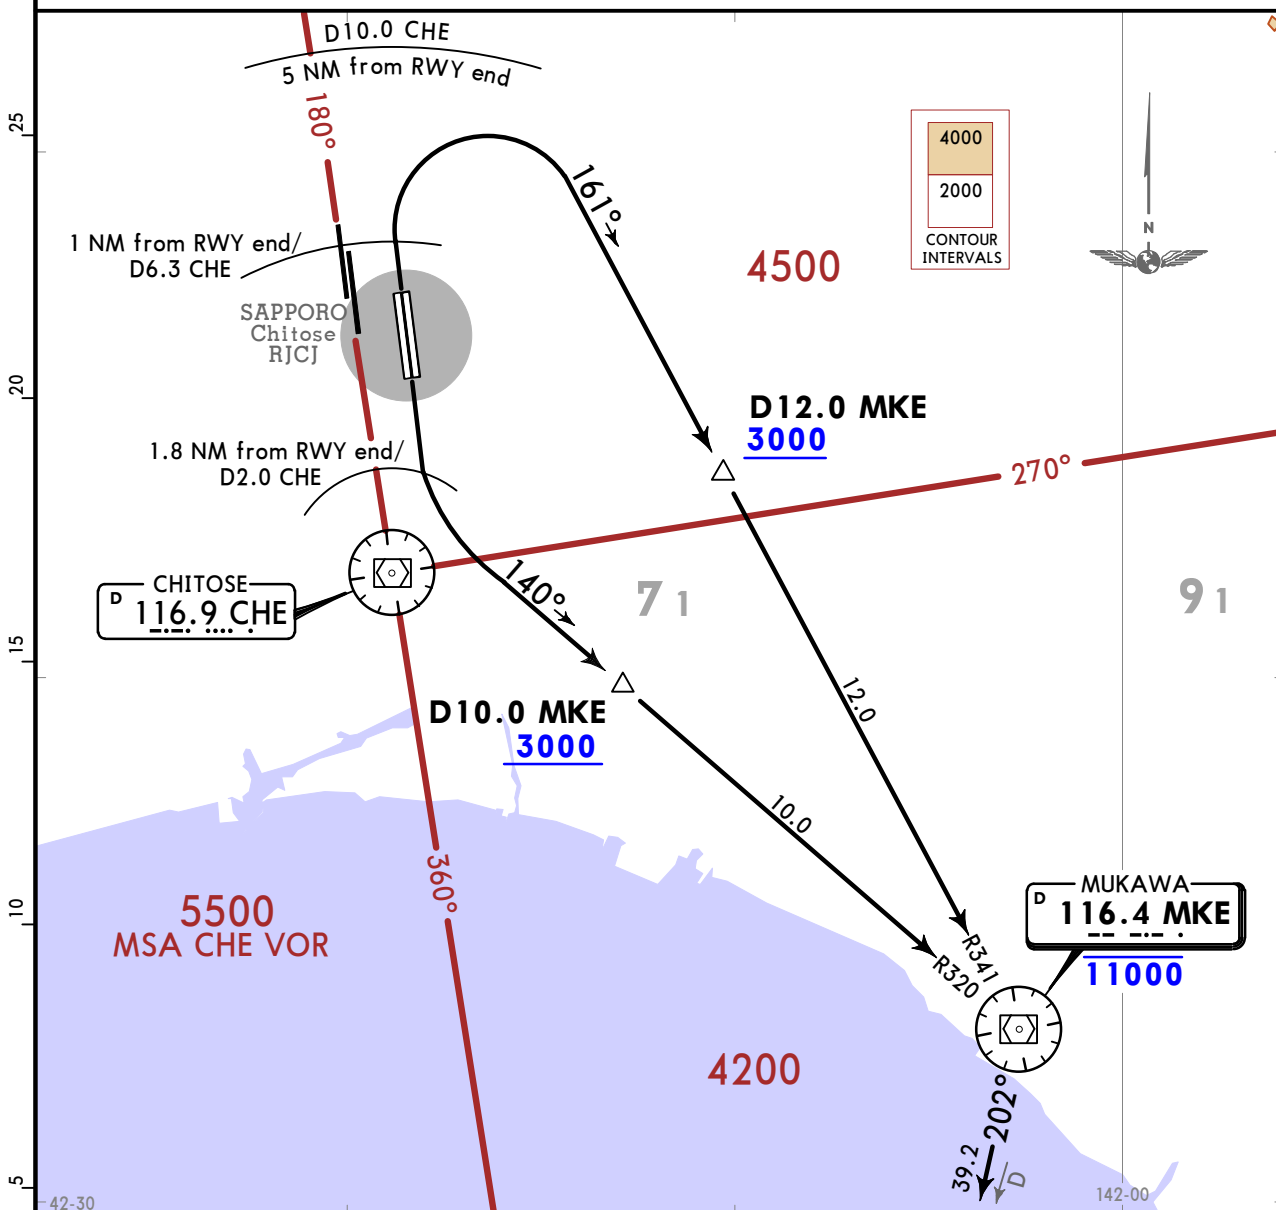 D10.0 CHE
5 NM from RWY end
180°
25
161°
4000
2000
CONTOUR
INTERVALS
N
1 NM from RWY end/
D6.3 CHE
4500
SAPPORO
Chitose
RJCJ
20
D12.0 MKE
3000
1.8 NM from RWY end/
D2.0 CHE
270°
CHITOSE
D 116.9 CHE
140°
71
91
15
12.0
D10.0 MKE
3000
10.0
360°
MUKAWA
D 116.4 MKE
11000
5500
MSA CHE VOR
10
R341
R320
4200
202°
39.2
D
5
42-30
142-00